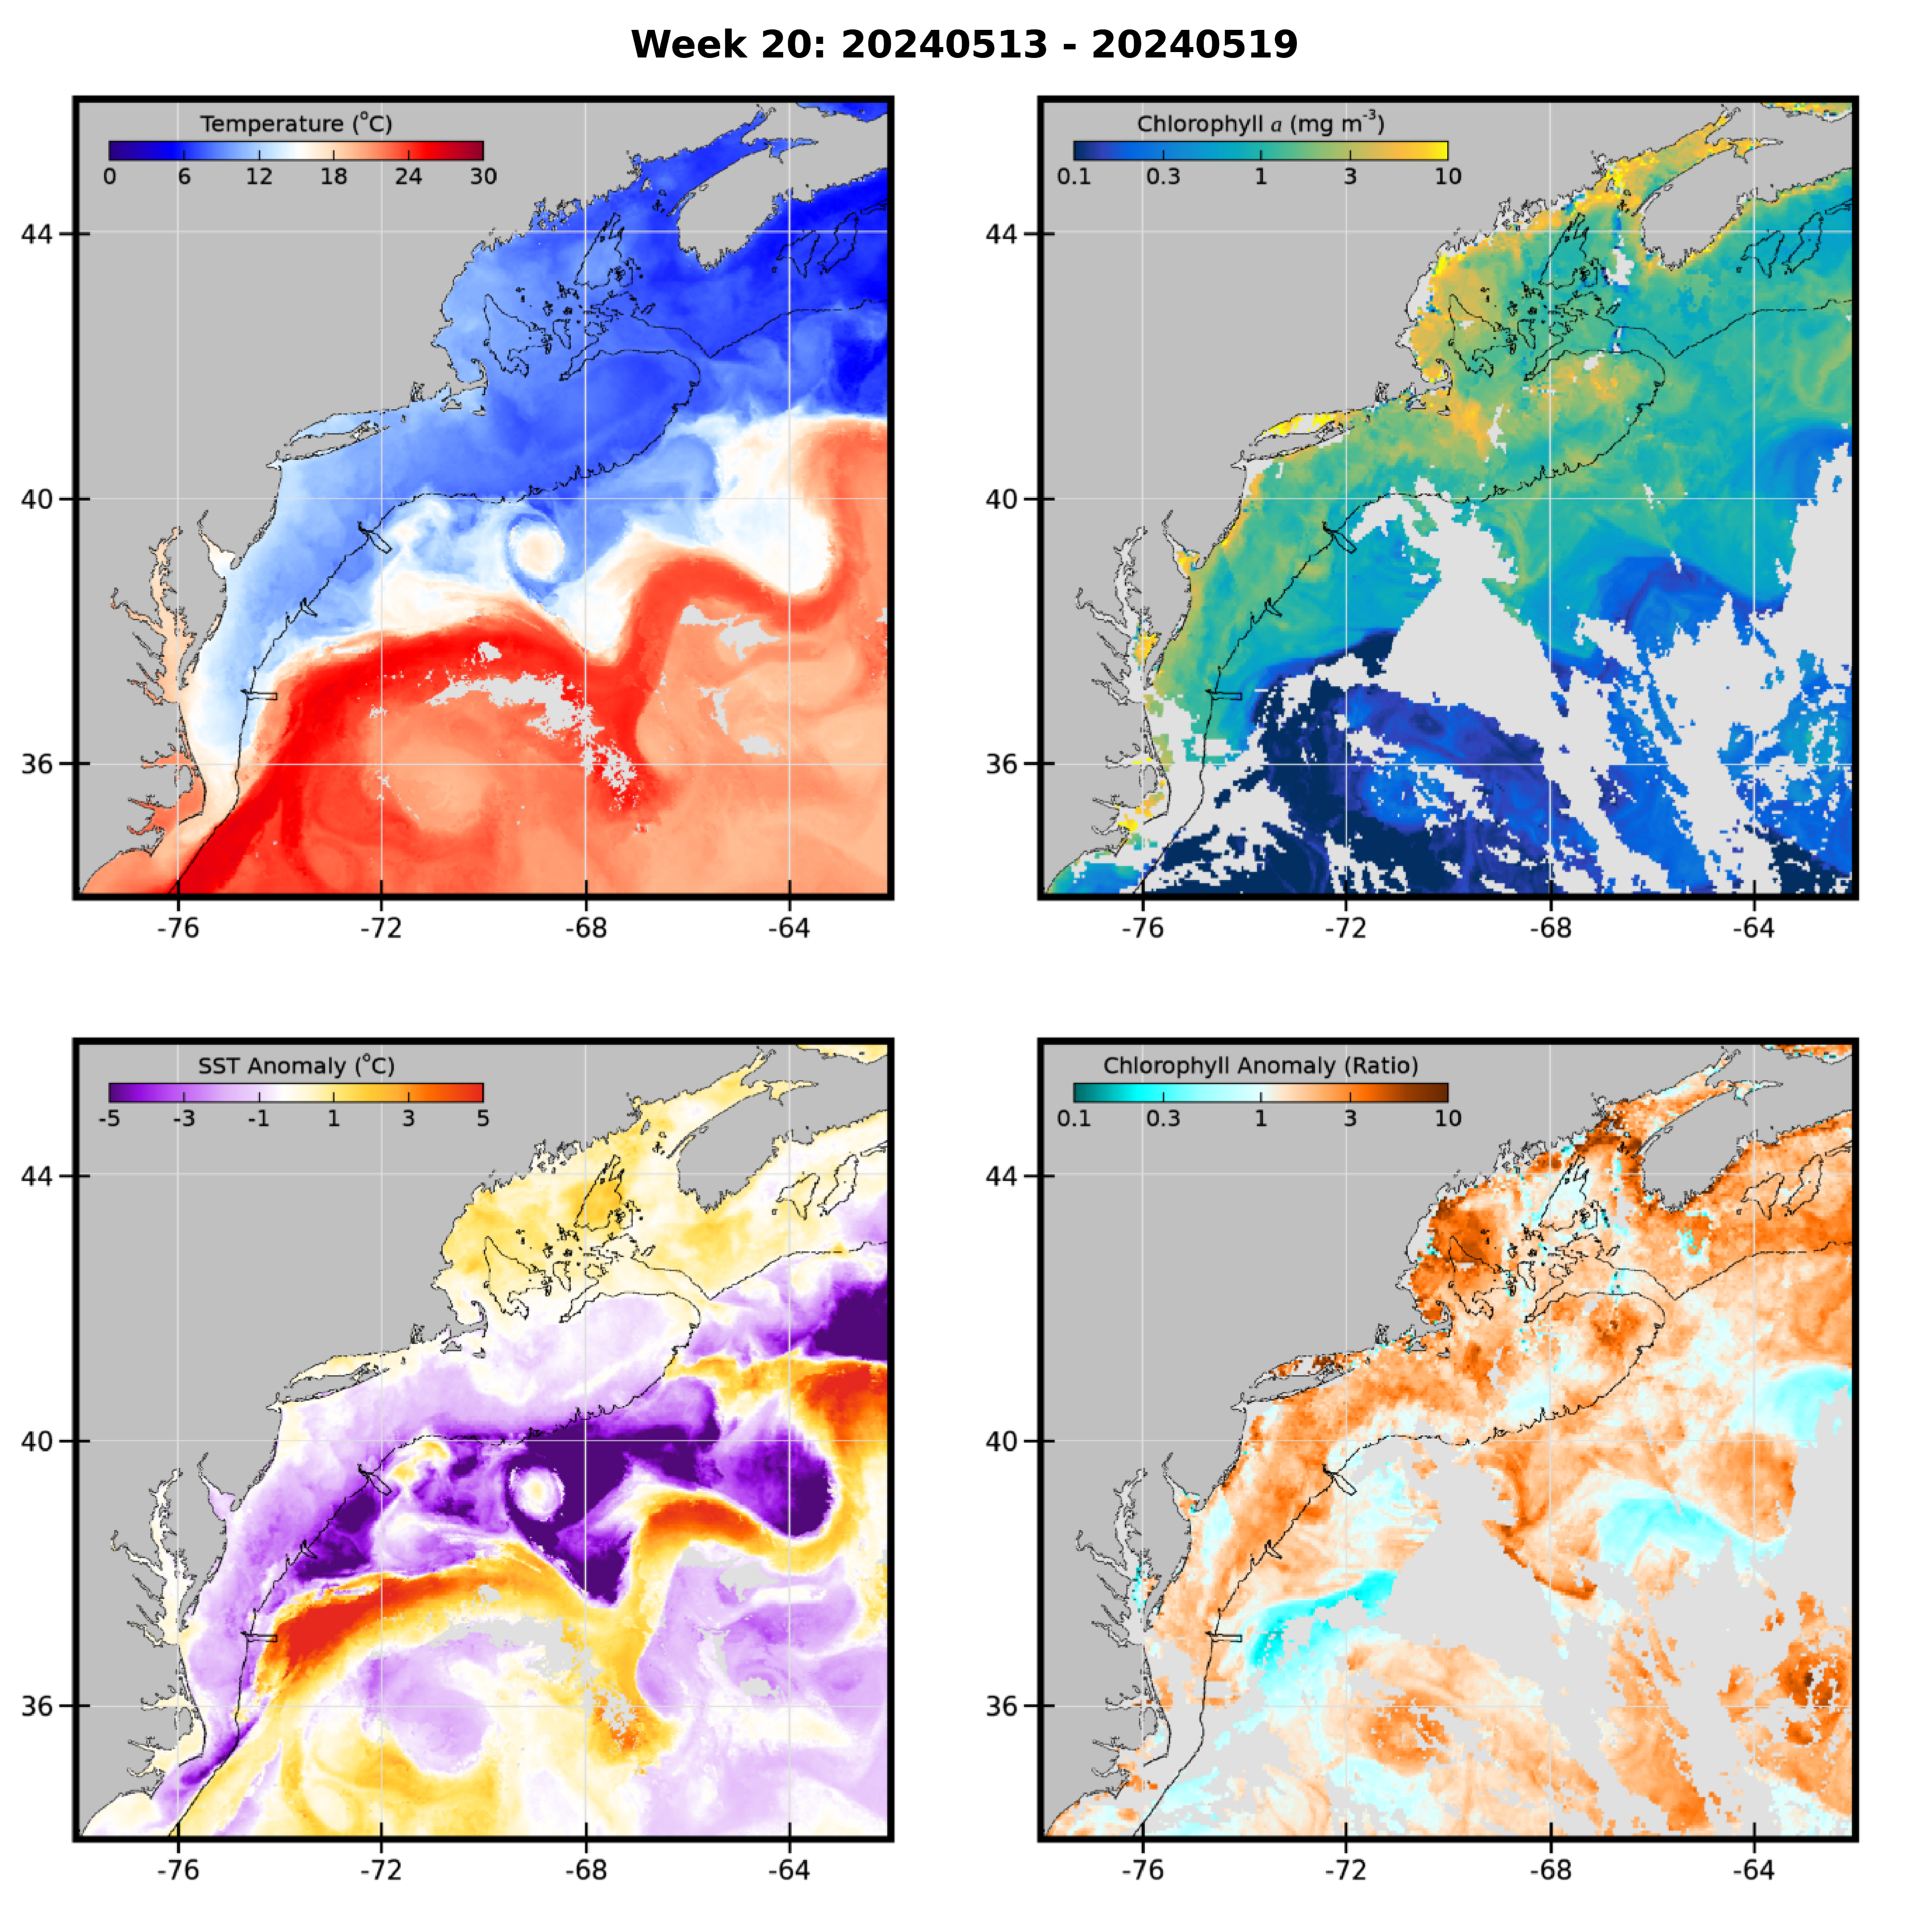 Week 20: 20240513 - 20240519
Temperature (°C)
0 6 12 18 24 30
44
40
36
-76 -72 -68 -64
Chlorophyll a (mg m⁻³)
0.1 0.3 1 3 10
44
40
36
-76 -72 -68 -64
SST Anomaly (°C)
-5 -3 -1 1 3 5
44
40
36
-76 -72 -68 -64
Chlorophyll Anomaly (Ratio)
0.1 0.3 1 3 10
44
40
36
-76 -72 -68 -64